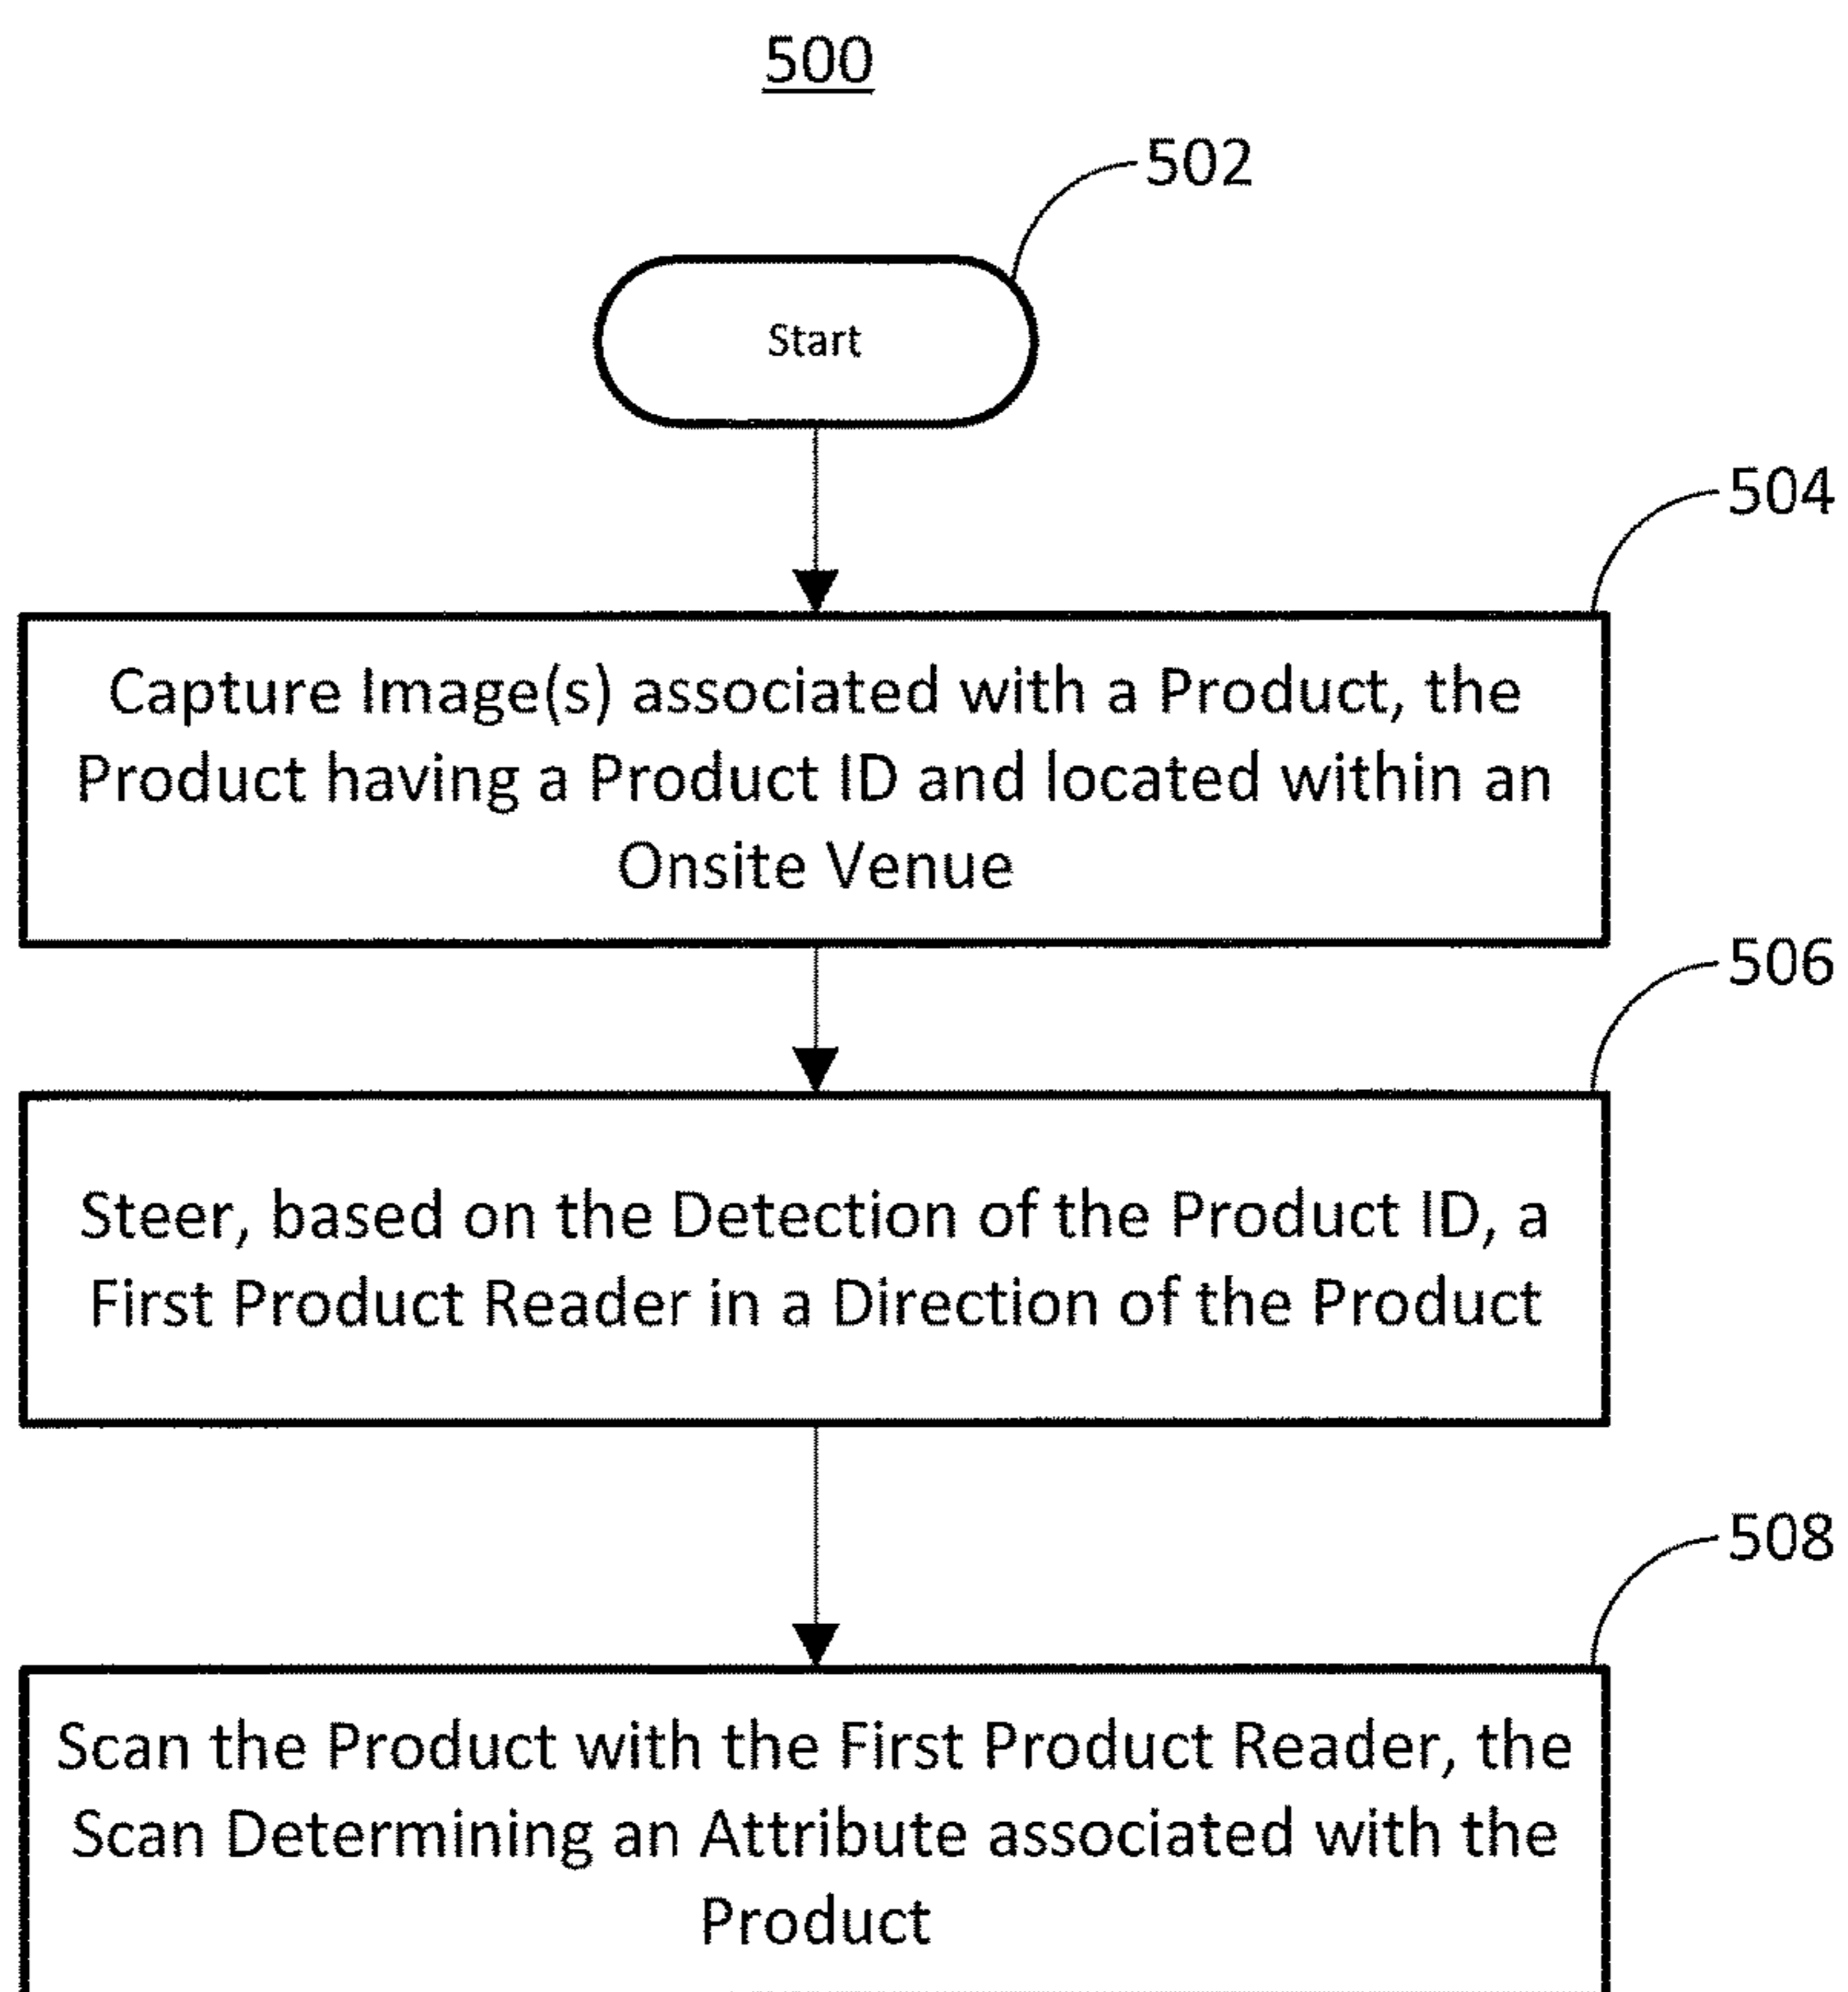 500
502
Start
504
Capture Image(s) associated with a Product, the
Product having a Product ID and located within an
Onsite Venue
506
Steer, based on the Detection of the Product ID, a
First Product Reader in a Direction of the Product
508
Scan the Product with the First Product Reader, the
Scan Determining an Attribute associated with the
Product